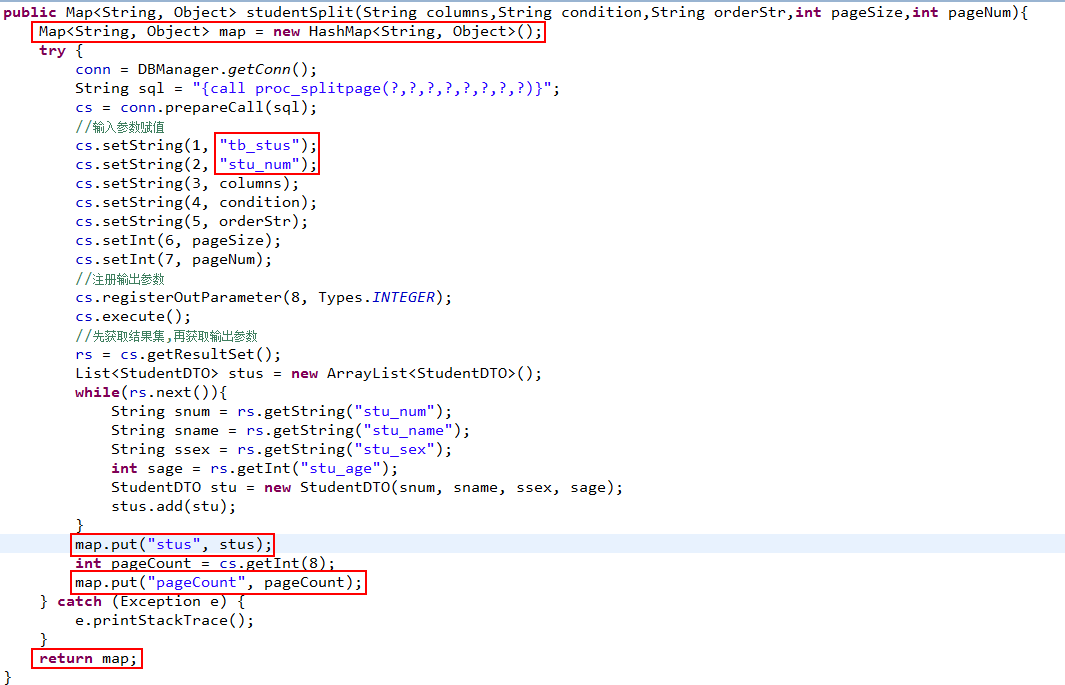 public Map<String, Object> studentSplit(String columns,String condition,String orderStr,int pageSize,int pageNum){
    Map<String, Object> map = new HashMap<String, Object>();
    try {
        conn = DBManager.getConn();
        String sql = "{call proc_splitpage(?,?,?,?,?,?,?,?)}";
        cs = conn.prepareCall(sql);
        //输入参数赋值
        cs.setString(1, "tb_stus");
        cs.setString(2, "stu_num");
        cs.setString(3, columns);
        cs.setString(4, condition);
        cs.setString(5, orderStr);
        cs.setInt(6, pageSize);
        cs.setInt(7, pageNum);
        //注册输出参数
        cs.registerOutParameter(8, Types.INTEGER);
        cs.execute();
        //先获取结果集,再获取输出参数
        rs = cs.getResultSet();
        List<StudentDTO> stus = new ArrayList<StudentDTO>();
        while(rs.next()){
            String snum = rs.getString("stu_num");
            String sname = rs.getString("stu_name");
            String ssex = rs.getString("stu_sex");
            int sage = rs.getInt("stu_age");
            StudentDTO stu = new StudentDTO(snum, sname, ssex, sage);
            stus.add(stu);
        }
        map.put("stus", stus);
        int pageCount = cs.getInt(8);
        map.put("pageCount", pageCount);
    } catch (Exception e) {
        e.printStackTrace();
    }
    return map;
}